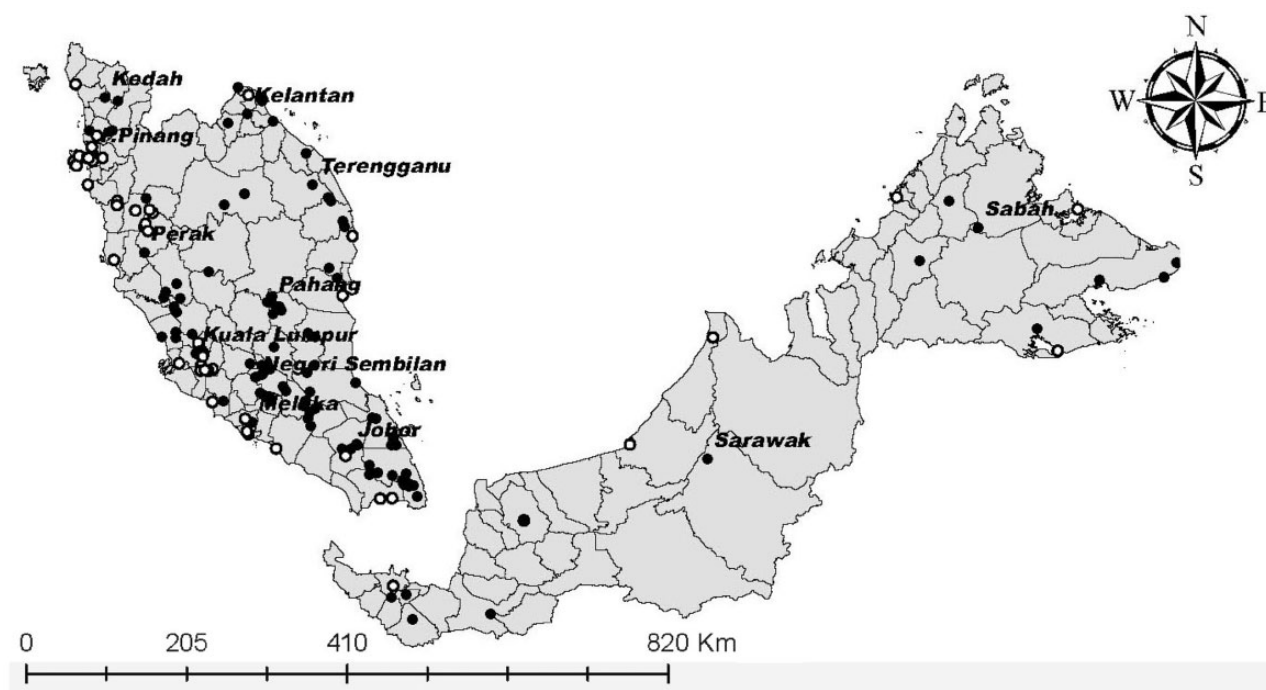 N
Kedah
Kelantan
W
E
Pinang
Terengganu
S
Sabah
Perak
Pahang
Kuala Lumpur
Negeri Sembilan
Melaka
Johor
Sarawak
0 205 410 820 Km